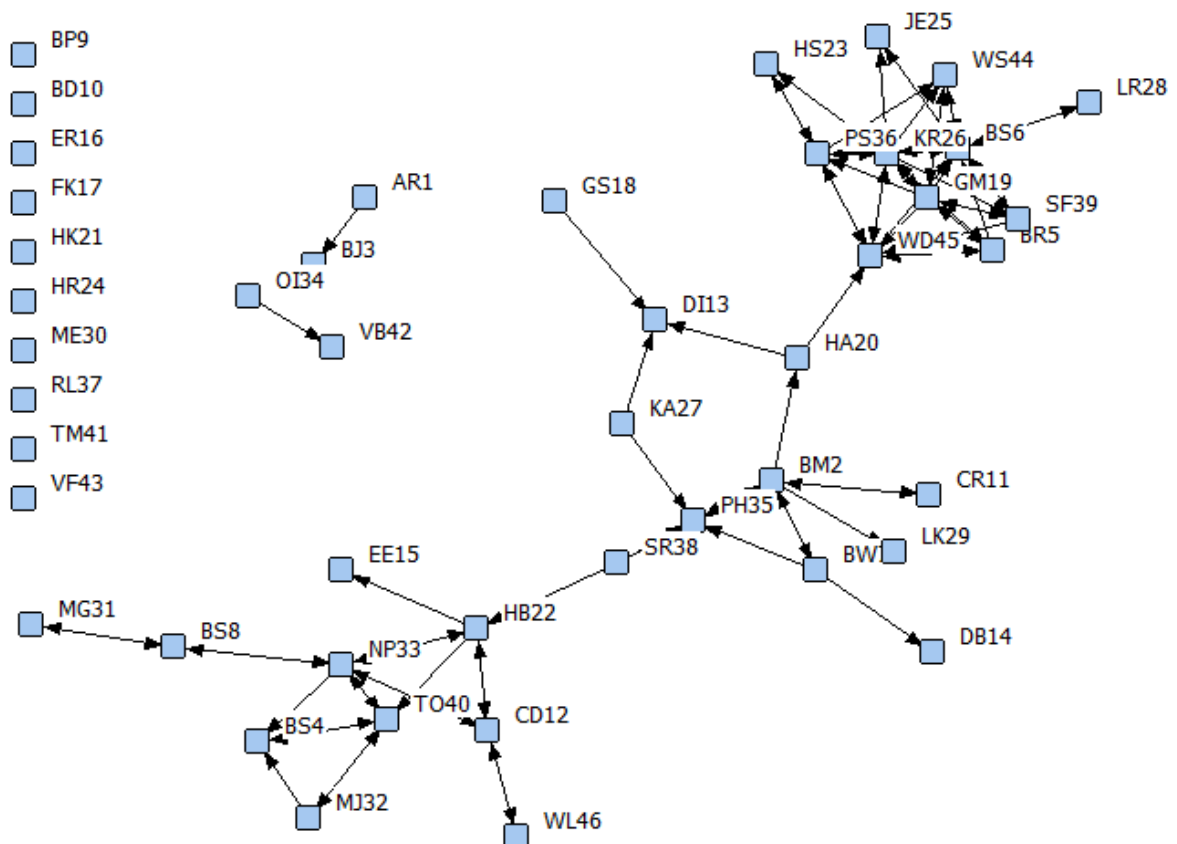 BP9
BD10
ER16
FK17
HK21
HR24
ME30
RL37
TM41
VF43
AR1
BJ3
OI34
VB42
GS18
DI13
HA20
KA27
HS23
JE25
WS44
LR28
PS36
KR26
BS6
GM19
SF39
WD45
BR5
BM2
CR11
PH35
LK29
SR38
DB14
EE15
HB22
MG31
BS8
NP33
TO40
BS4
CD12
MJ32
WL46